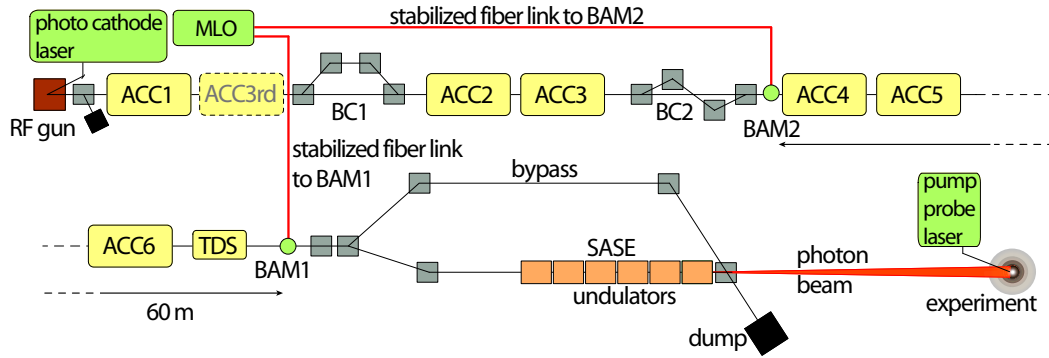 stabilized fiber link to BAM2
photo cathode
laser
MLO
ACC1
ACC3rd
BC1
ACC2
ACC3
BC2
BAM2
ACC4
ACC5
RF gun
stabilized fiber link
to BAM1
bypass
pump
probe
laser
ACC6
TDS
BAM1
SASE
undulators
photon
beam
experiment
60 m
dump